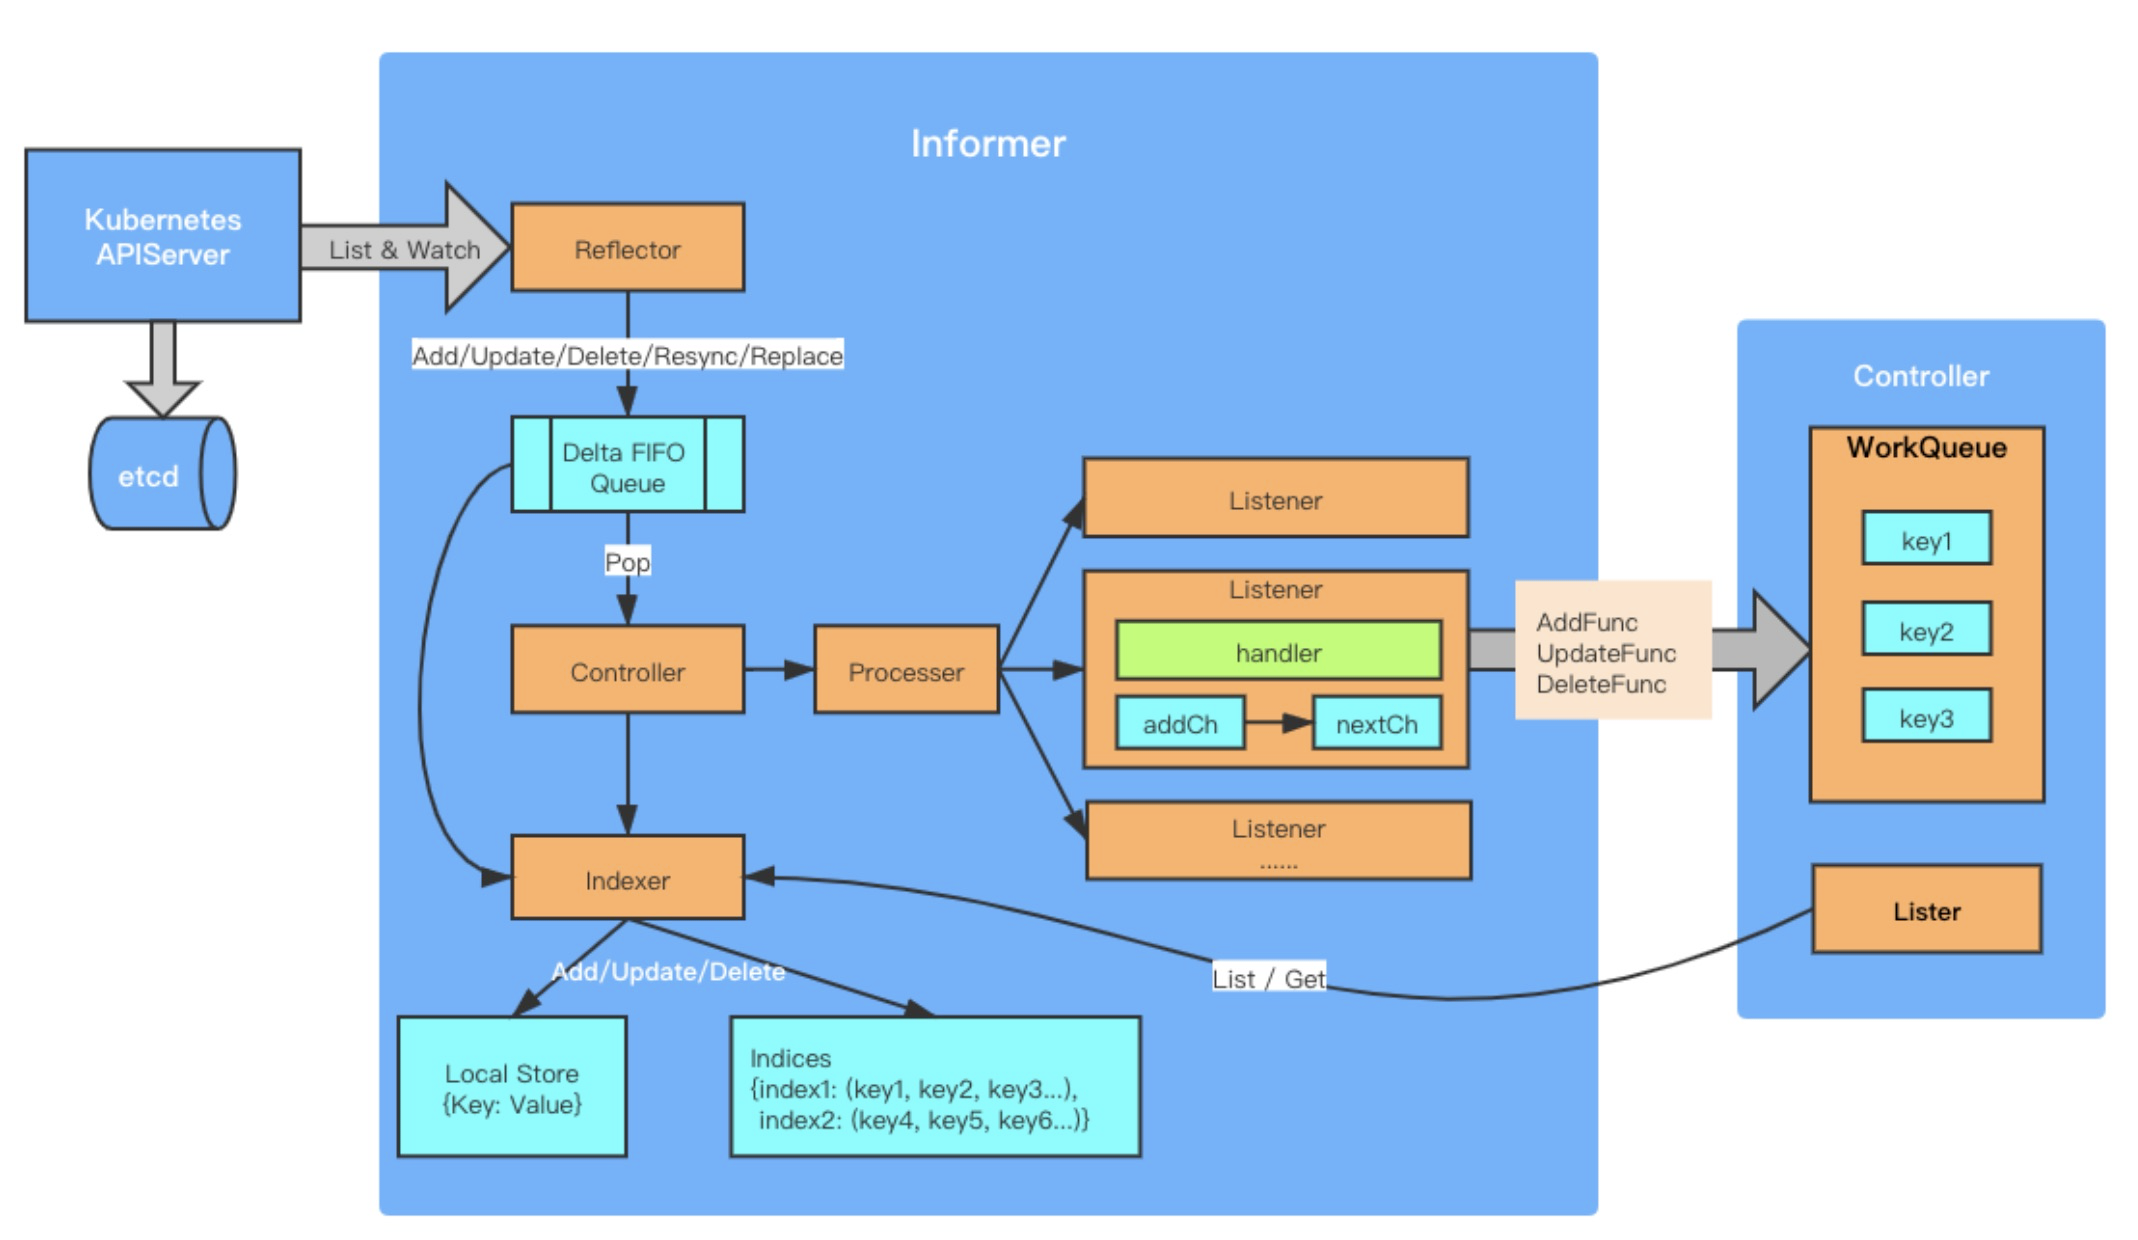 Informer
Kubernetes
APIServer
List & Watch
Reflector
Add/Update/Delete/Resync/Replace
etcd
Delta FIFO
Queue
Pop
Controller
Processer
Listener
Listener
handler
addCh
nextCh
Listener
......
AddFunc
UpdateFunc
DeleteFunc
Controller
WorkQueue
key1
key2
key3
Lister
List / Get
Indexer
Add/Update/Delete
Local Store
{Key: Value}
Indices
{index1: (key1, key2, key3...),
index2: (key4, key5, key6...)}